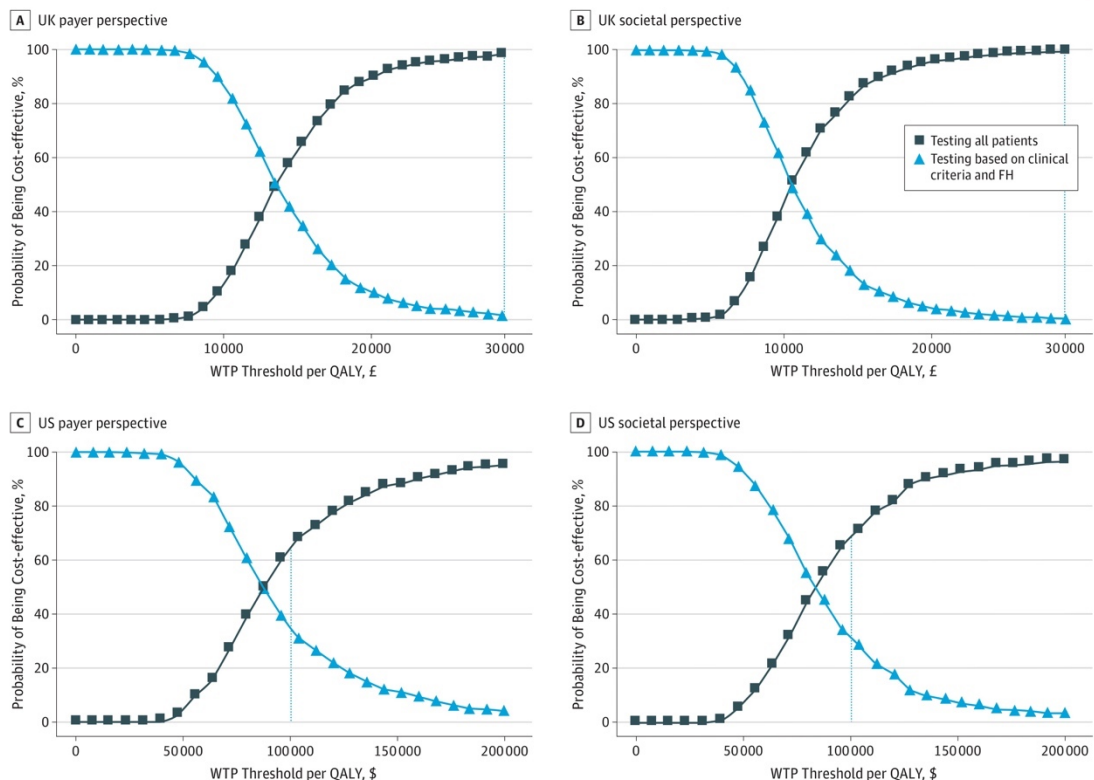 A UK payer perspective
100
80
60
40
20
0
Probability of Being Cost-effective, %
0 10000 20000 30000
WTP Threshold per QALY, £
B UK societal perspective
100
80
60
40
20
0
Probability of Being Cost-effective, %
Testing all patients
Testing based on clinical
criteria and FH
0 10000 20000 30000
WTP Threshold per QALY, £
C US payer perspective
100
80
60
40
20
0
Probability of Being Cost-effective, %
0 50000 100000 150000 200000
WTP Threshold per QALY, $
D US societal perspective
100
80
60
40
20
0
Probability of Being Cost-effective, %
0 50000 100000 150000 200000
WTP Threshold per QALY, $